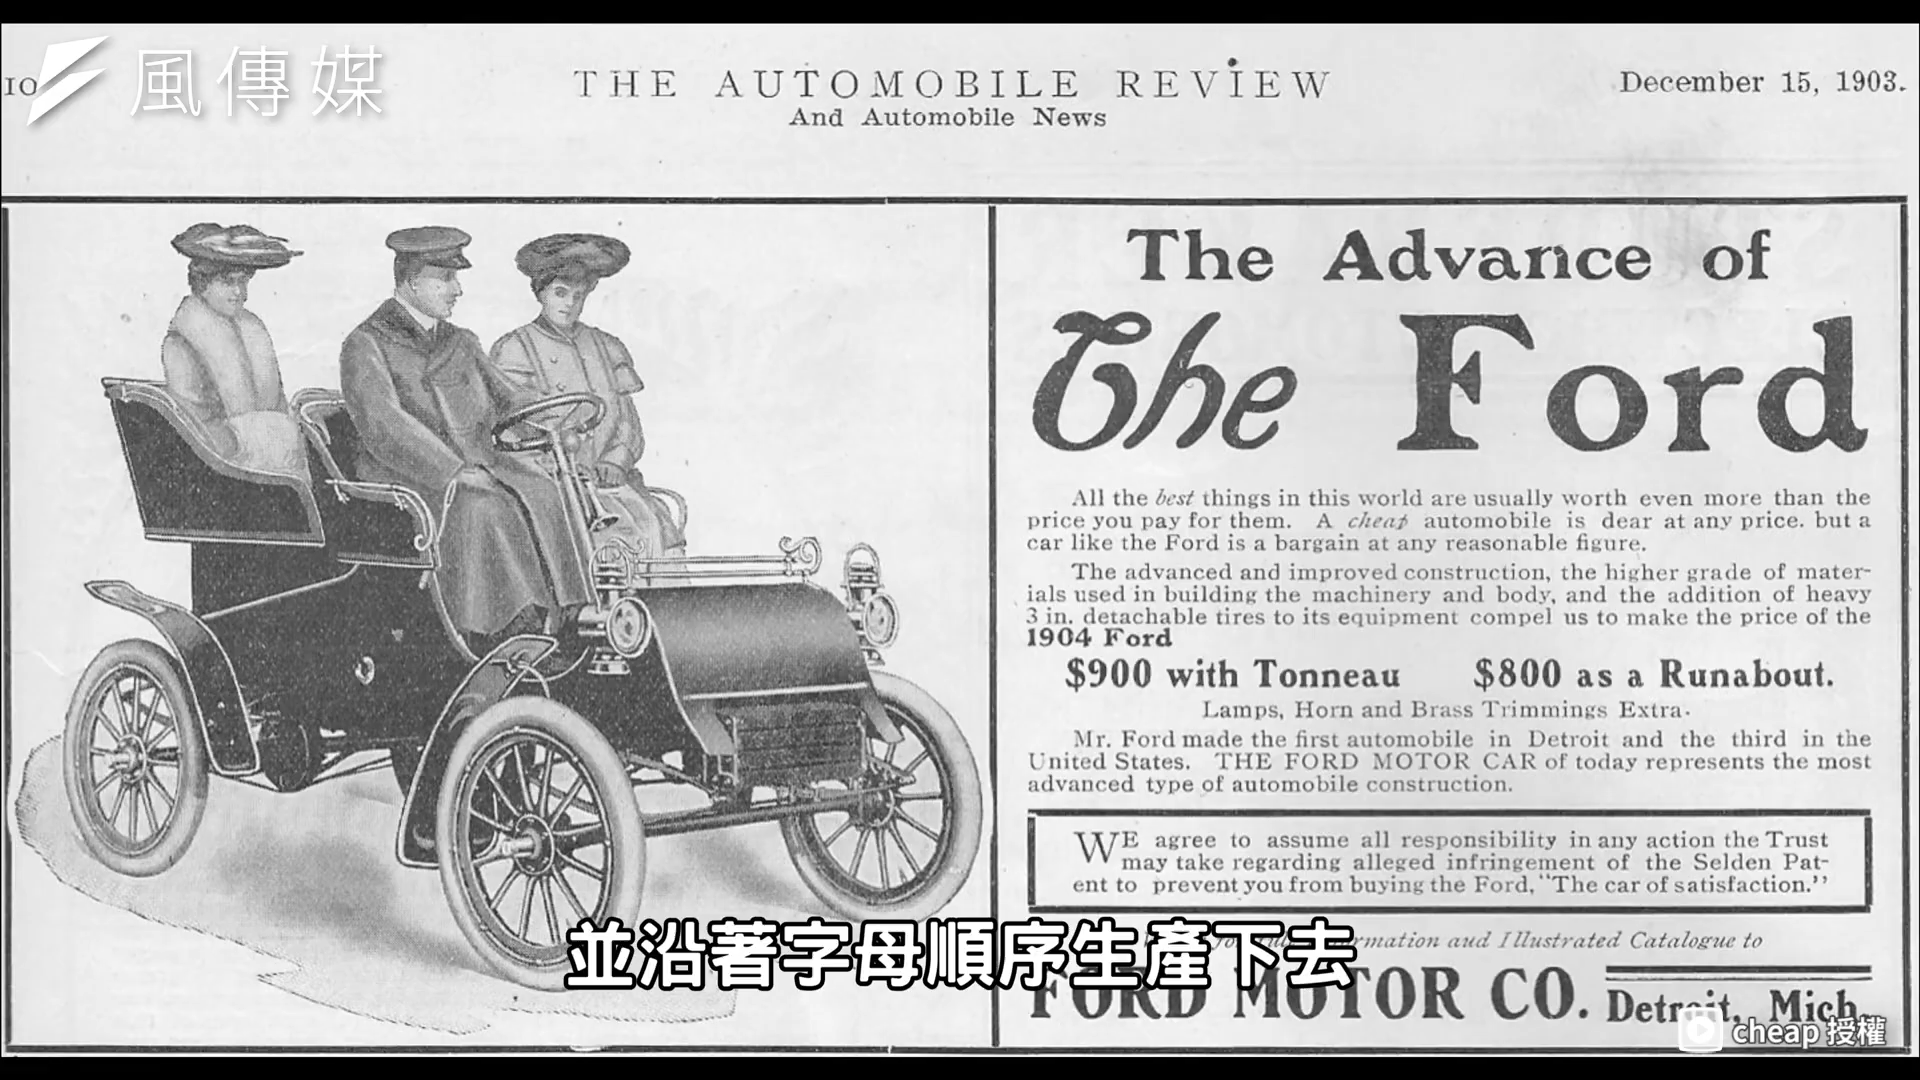 風傳媒
10
THE AUTOMOBILE REVIEW
And Automobile News
December 15, 1903.
The Advance of
The Ford
All the best things in this world are usually worth even more than the
price you pay for them. A cheap automobile is dear at any price. but a
car like the Ford is a bargain at any reasonable figure.
The advanced and improved construction, the higher grade of mater-
ials used in building the machinery and body, and the addition of heavy
3 in. detachable tires to its equipment compel us to make the price of the
1904 Ford
$900 with Tonneau $800 as a Runabout.
Lamps, Horn and Brass Trimmings Extra.
Mr. Ford made the first automobile in Detroit and the third in the
United States. THE FORD MOTOR CAR of today represents the most
advanced type of automobile construction.
WE agree to assume all responsibility in any action the Trust
may take regarding alleged infringement of the Selden Pat-
ent to prevent you from buying the Ford, "The car of satisfaction."
and Illustrated Catalogue to
並沿著字母順序生產下去
FORD MOTOR CO. Detroit, Mich.
cheap 授權